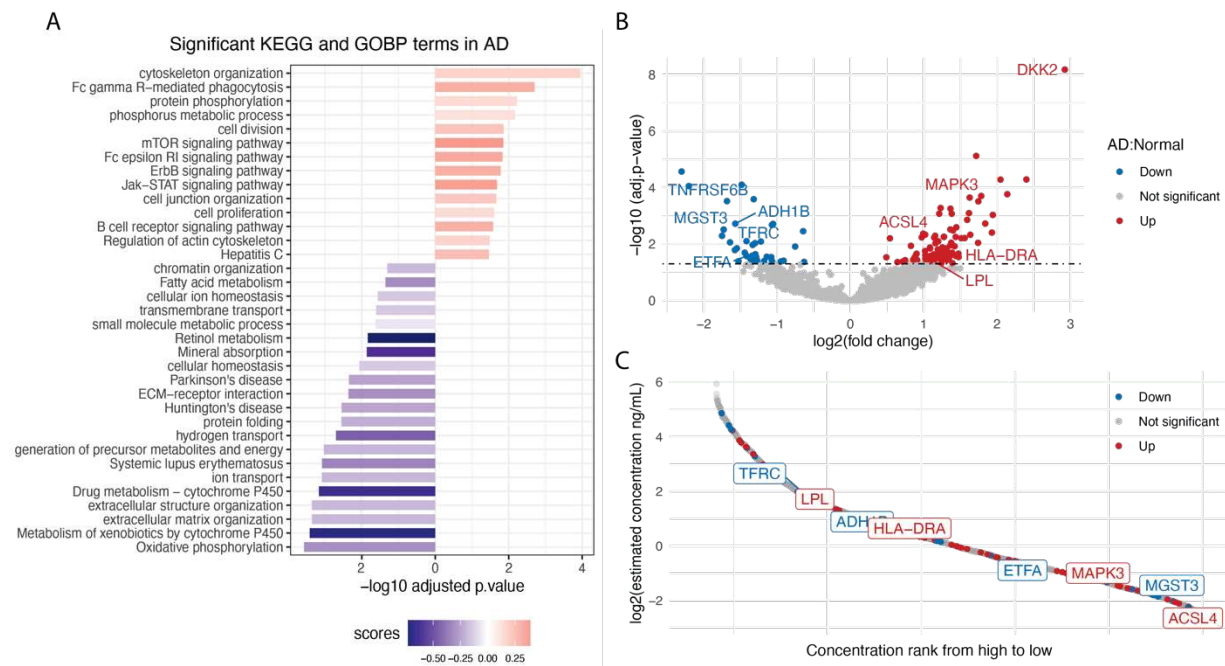 A
Significant KEGG and GOBP terms in AD
cytoskeleton organization
Fc gamma R−mediated phagocytosis
protein phosphorylation
phosphorus metabolic process
cell division
mTOR signaling pathway
Fc epsilon RI signaling pathway
ErbB signaling pathway
Jak−STAT signaling pathway
cell junction organization
cell proliferation
B cell receptor signaling pathway
Regulation of actin cytoskeleton
Hepatitis C
chromatin organization
Fatty acid metabolism
cellular ion homeostasis
transmembrane transport
small molecule metabolic process
Retinol metabolism
Mineral absorption
cellular homeostasis
Parkinson's disease
ECM−receptor interaction
Huntington's disease
protein folding
hydrogen transport
generation of precursor metabolites and energy
Systemic lupus erythematosus
ion transport
Drug metabolism − cytochrome P450
extracellular structure organization
extracellular matrix organization
Metabolism of xenobiotics by cytochrome P450
Oxidative phosphorylation
2 0 2 4
−log10 adjusted p.value
scores
−0.50 −0.25 0.00 0.25
B
−log10 (adj.p−value)
8
6
4
2
0
DKK2
TNFRSF6B
MAPK3
MGST3
ADH1B
ACSL4
TFRC
ETFA
HLA−DRA
LPL
−2 −1 0 1 2 3
log2(fold change)
AD:Normal
Down
Not significant
Up
C
log2(estimated concentration ng/mL)
6
4
2
0
−2
Down
Not significant
Up
TFRC
LPL
ADH1B
HLA−DRA
ETFA
MAPK3
MGST3
ACSL4
Concentration rank from high to low